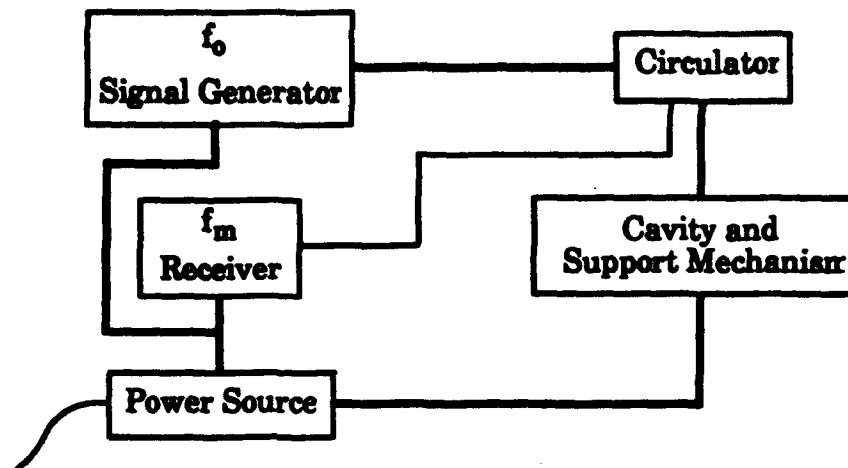 f₀
Signal Generator
Circulator
fₘ
Receiver
Cavity and
Support Mechanism
Power Source